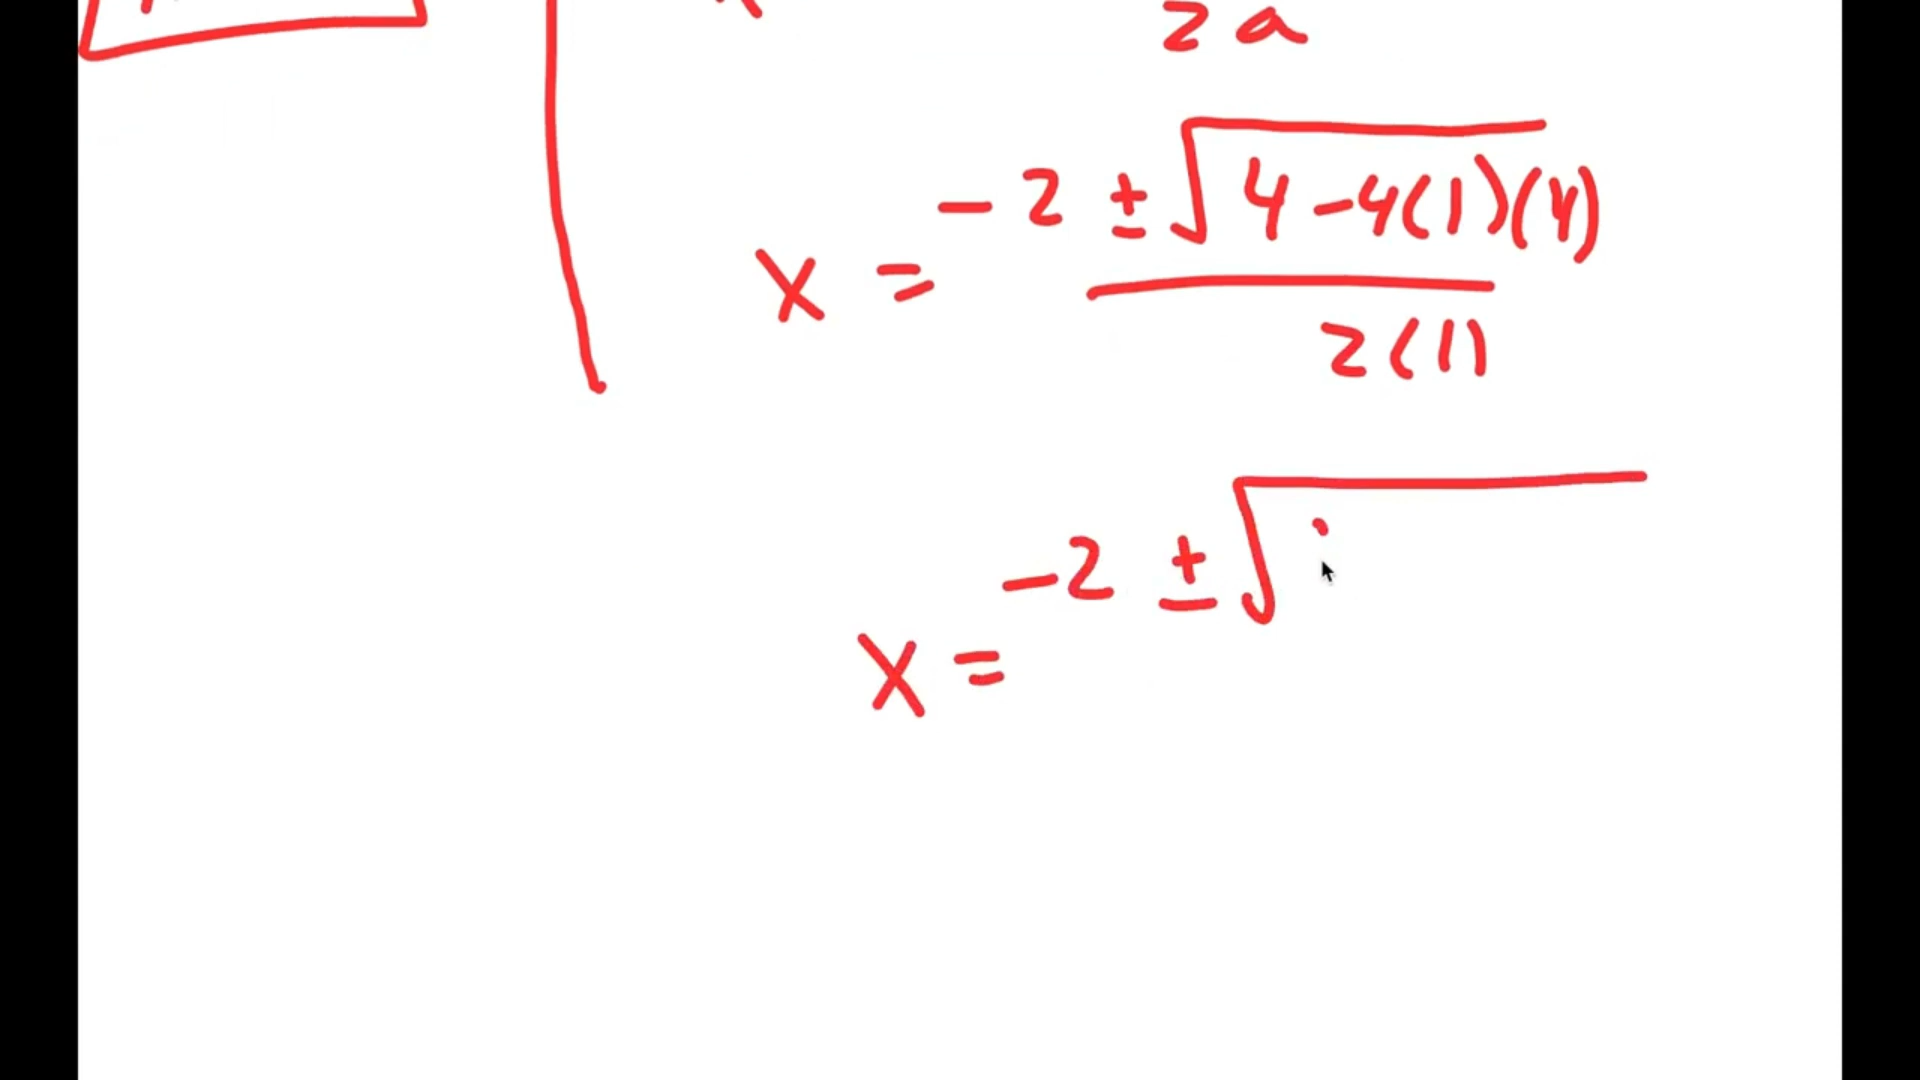 2a
x = -2 ± √4-4(1)(4)
2(1)
x = -2 ± √